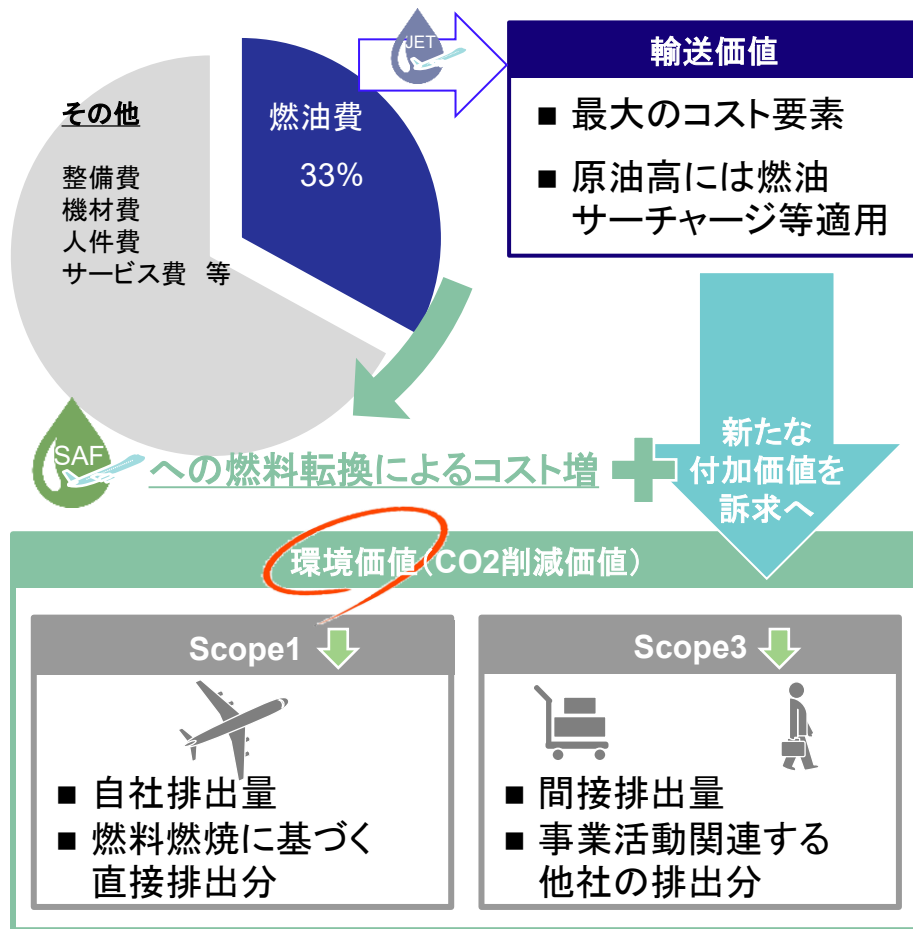 JET
輸送価値
■ 最大のコスト要素
■ 原油高には燃油
サーチャージ等適用
その他
整備費
機材費
人件費
サービス費 等
燃油費
33%
SAF
への燃料転換によるコスト増
新たな
付加価値を
訴求へ
環境価値(CO2削減価値)
Scope1
■ 自社排出量
■ 燃料燃焼に基づく
直接排出分
Scope3
■ 間接排出量
■ 事業活動関連する
他社の排出分